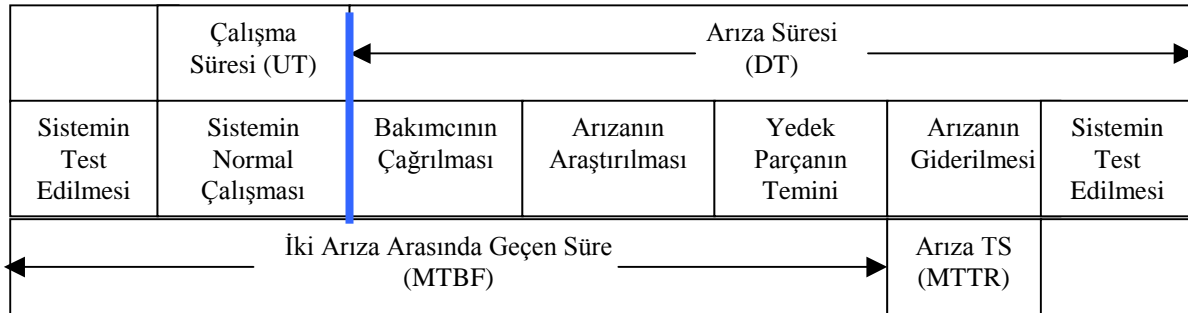 Çalışma
Süresi (UT)
Arıza Süresi
(DT)
Sistemin
Test
Edilmesi
Sistemin
Normal
Çalışması
Bakımcının
Çağrılması
Arızanın
Araştırılması
Yedek
Parçanın
Temini
Arızanın
Giderilmesi
Sistemin
Test
Edilmesi
İki Arıza Arasında Geçen Süre
(MTBF)
Arıza TS
(MTTR)